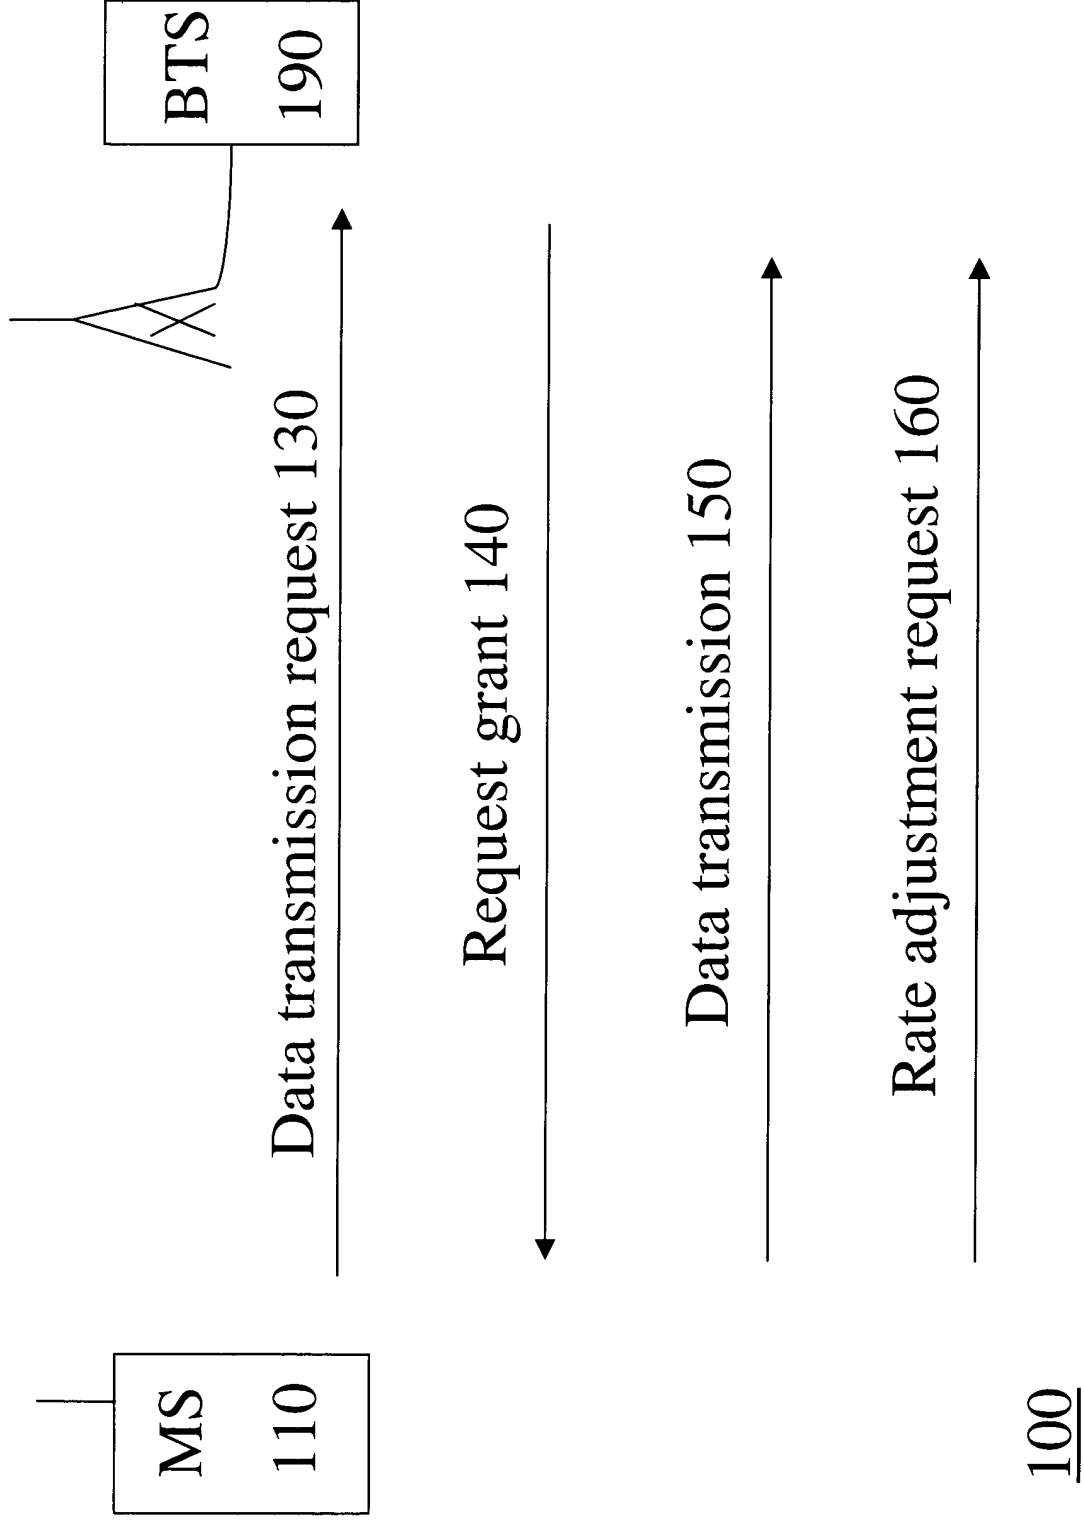 MS
110
BTS
190
Data transmission request 130
Request grant 140
Data transmission 150
Rate adjustment request 160
100